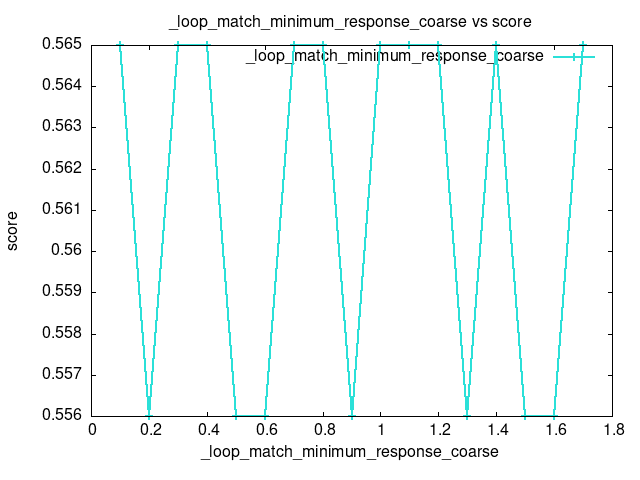 _loop_match_minimum_response_coarse vs score
0.565
_loop_match_minimum_response_coarse
0.564
0.563
0.562
0.561
0.56
0.559
0.558
0.557
0.556
score
0 0.2 0.4 0.6 0.8 1 1.2 1.4 1.6 1.8
_loop_match_minimum_response_coarse